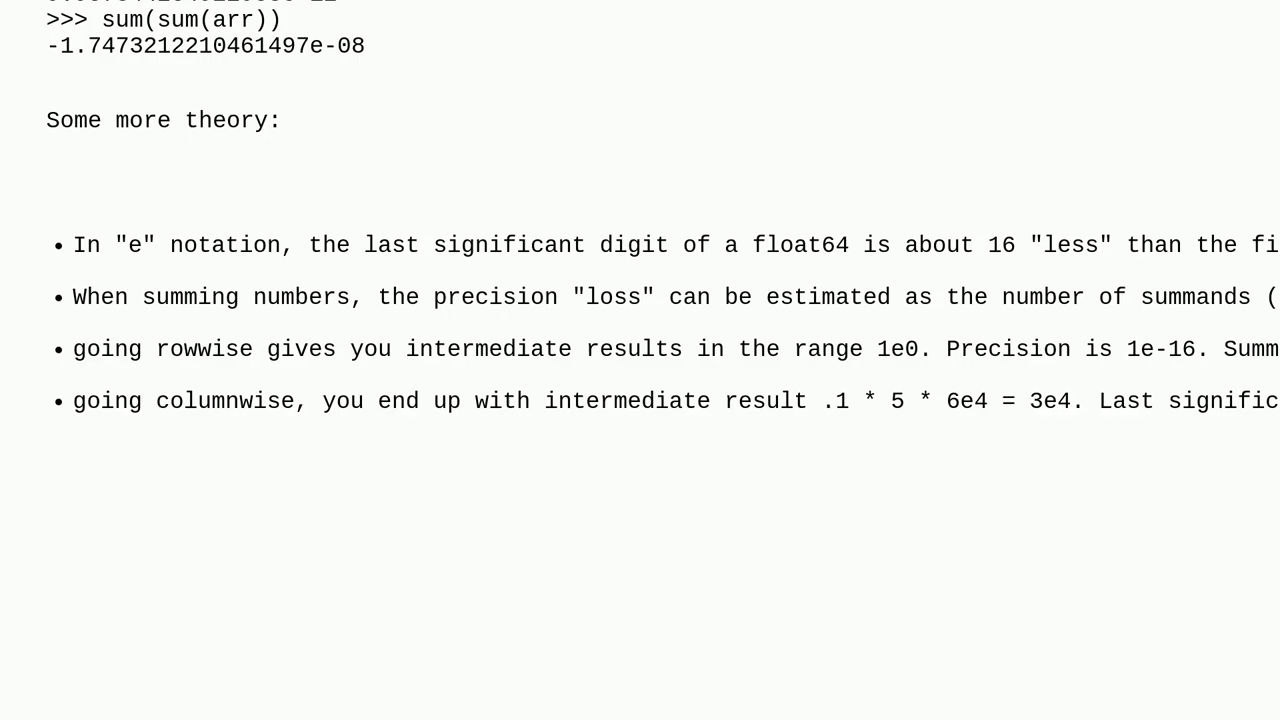 >>> sum(sum(arr))
-1.7473212210461497e-08
Some more theory:
• In "e" notation, the last significant digit of a float64 is about 16 "less" than the fi
• When summing numbers, the precision "loss" can be estimated as the number of summands (
• going rowwise gives you intermediate results in the range 1e0. Precision is 1e-16. Summ
• going columnwise, you end up with intermediate result .1 * 5 * 6e4 = 3e4. Last signific